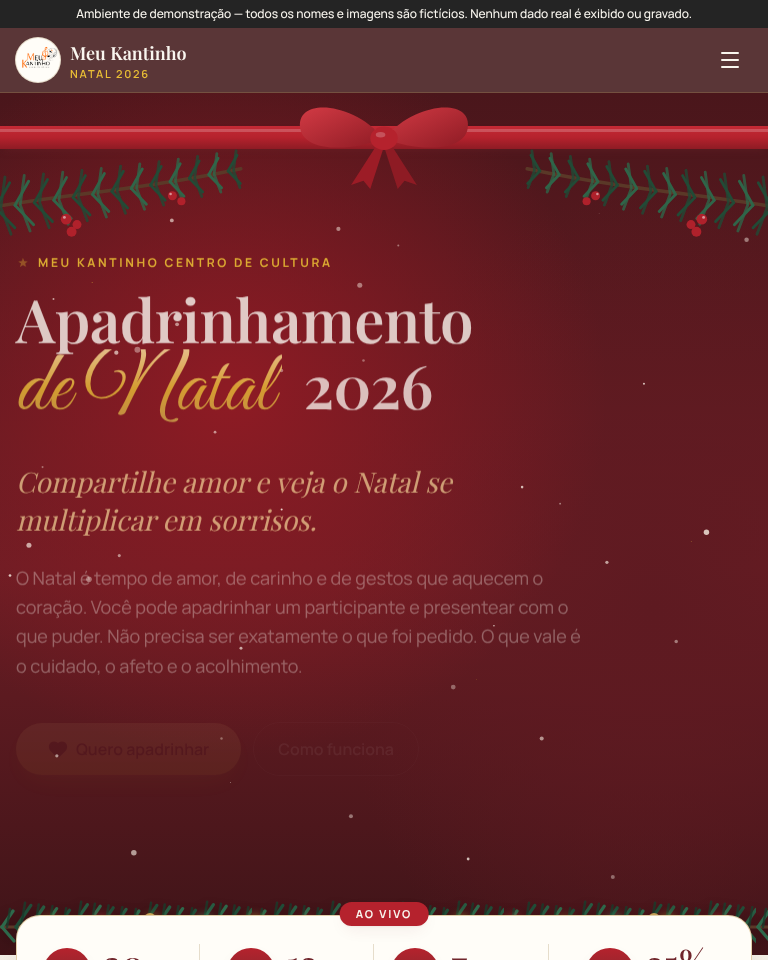 Ambiente de demonstração — todos os nomes e imagens são fictícios. Nenhum dado real é exibido ou gravado.
Meu Kantinho
NATAL 2026
MEU KANTINHO CENTRO DE CULTURA
Apadrinhamento
de Natal 2026
Compartilhe amor e veja o Natal se
multiplicar em sorrisos.
O Natal é tempo de amor, de carinho e de gestos que aquecem o
coração. Você pode apadrinhar um participante e presentear com o
que puder. Não precisa ser exatamente o que foi pedido. O que vale é
o cuidado, o afeto e o acolhimento.
Quero apadrinhar
Como funciona
AO VIVO